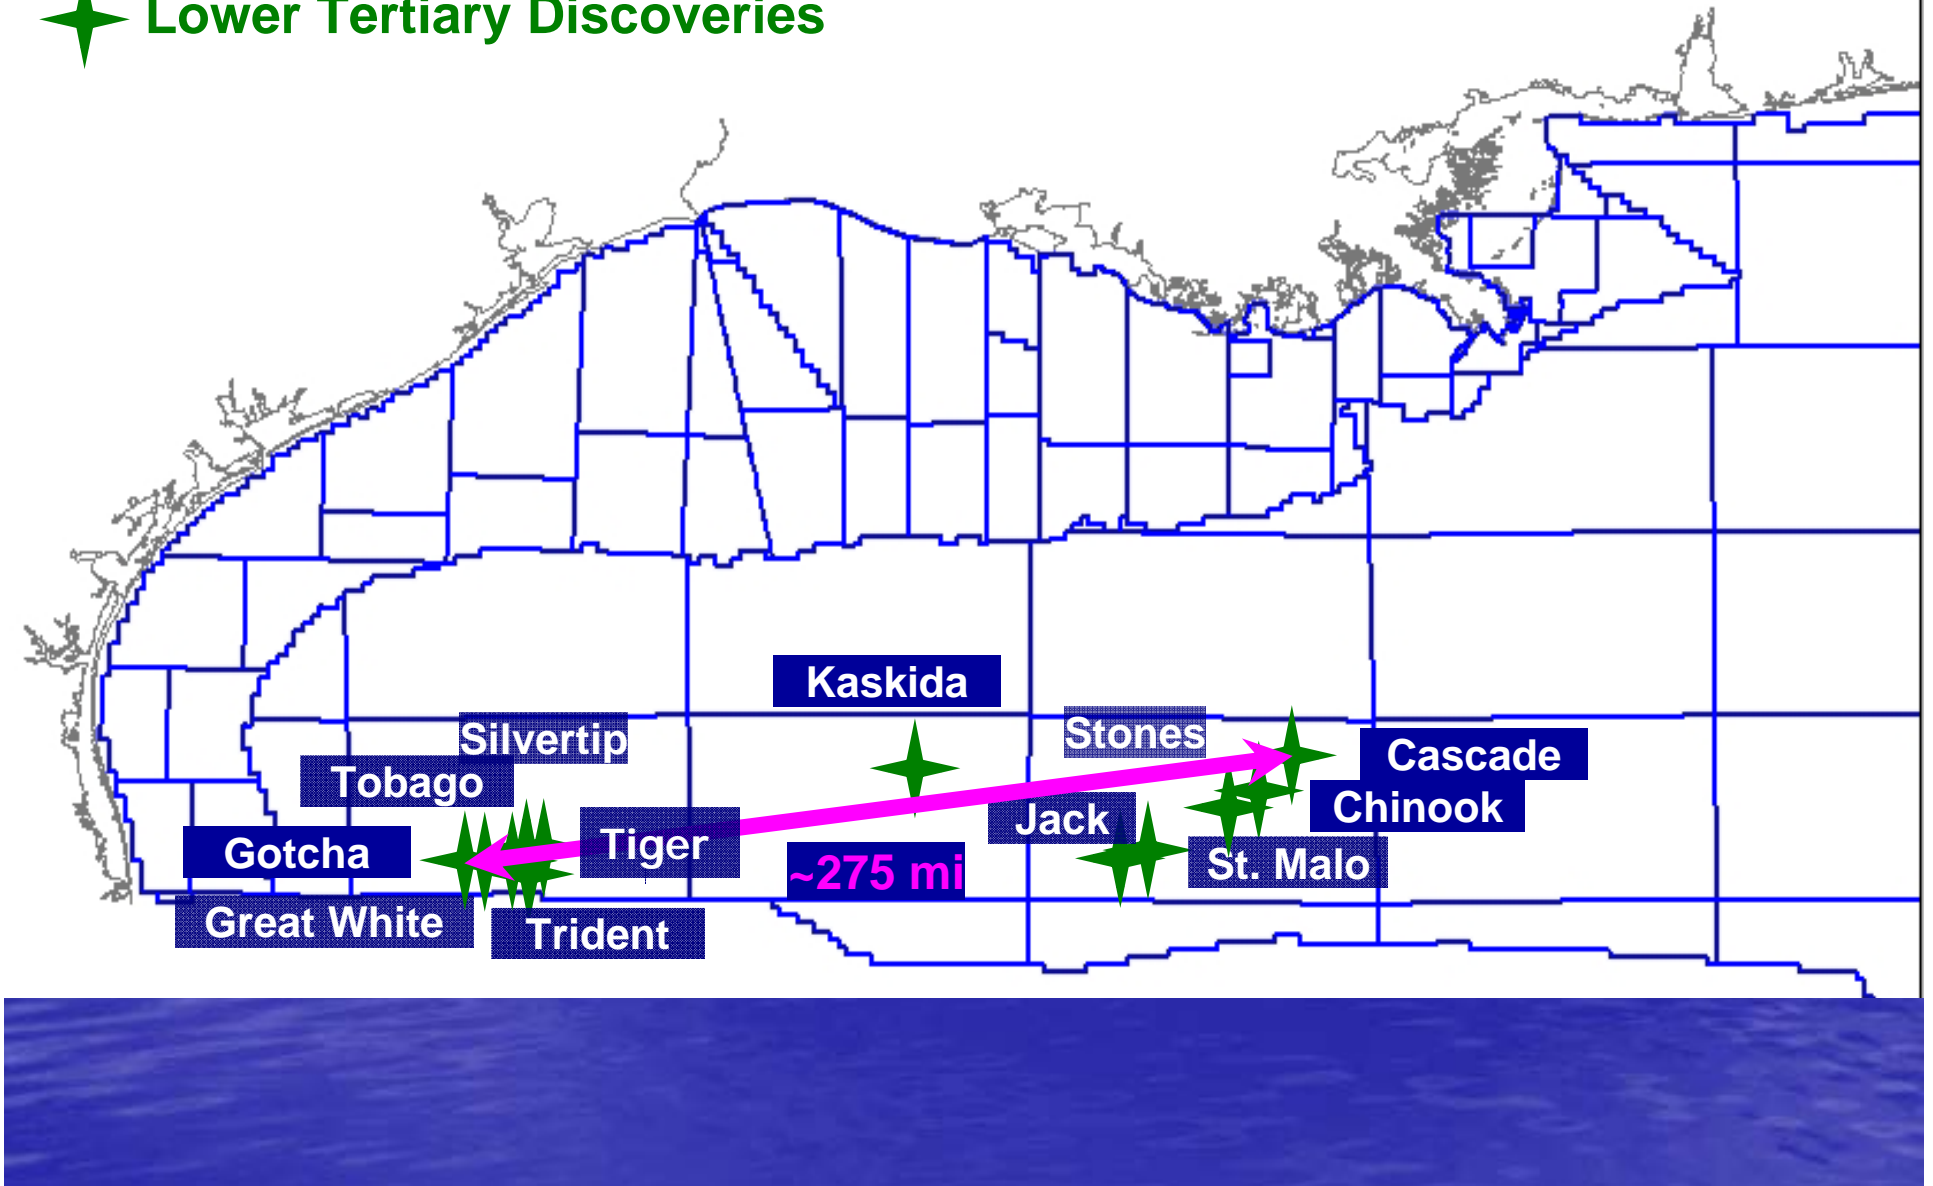 Lower Tertiary Discoveries
Kaskida
Stones
Silvertip
Cascade
Tobago
Chinook
Jack
Tiger
Gotcha
St. Malo
~275 mi
Great White
Trident